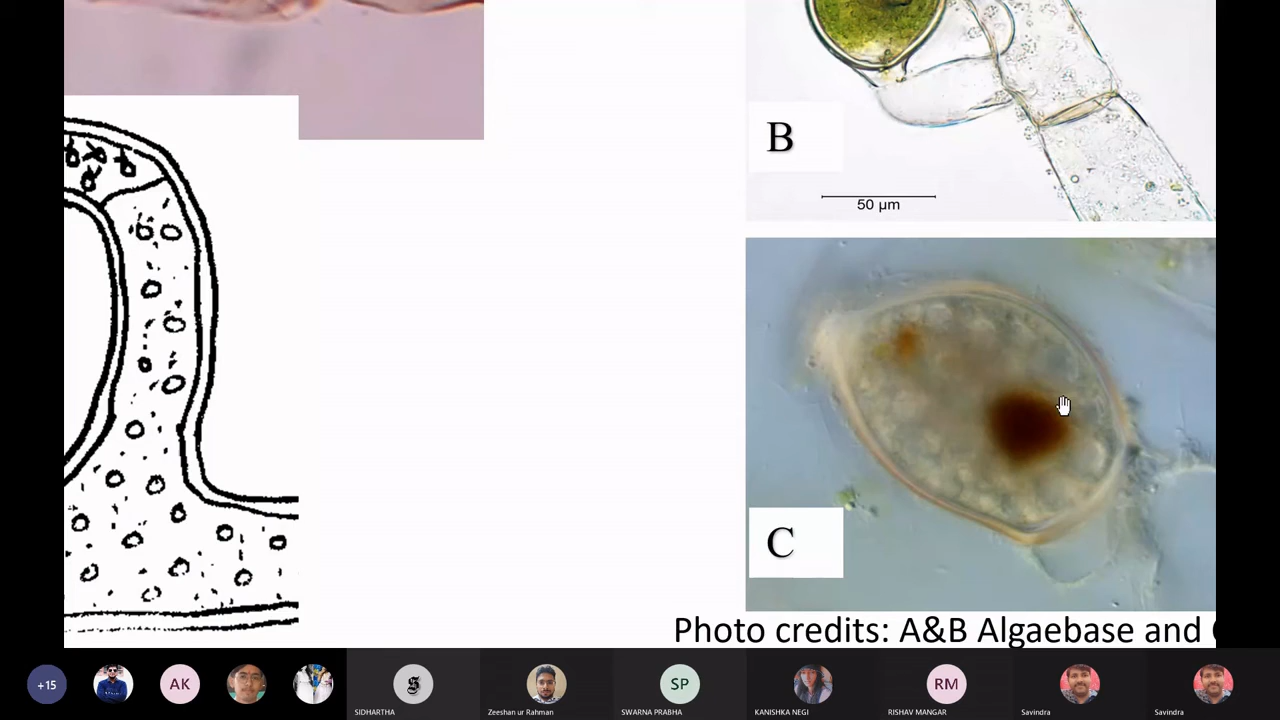 B
50 µm
C
Photo credits: A&B Algaebase and
+15
AK
SP
RM
SIDHARTHA
Zeeshan ur Rahman
SWARNA PRABHA
KANISHKA NEGI
RISHAV MANGAR
Savindra
Savindra